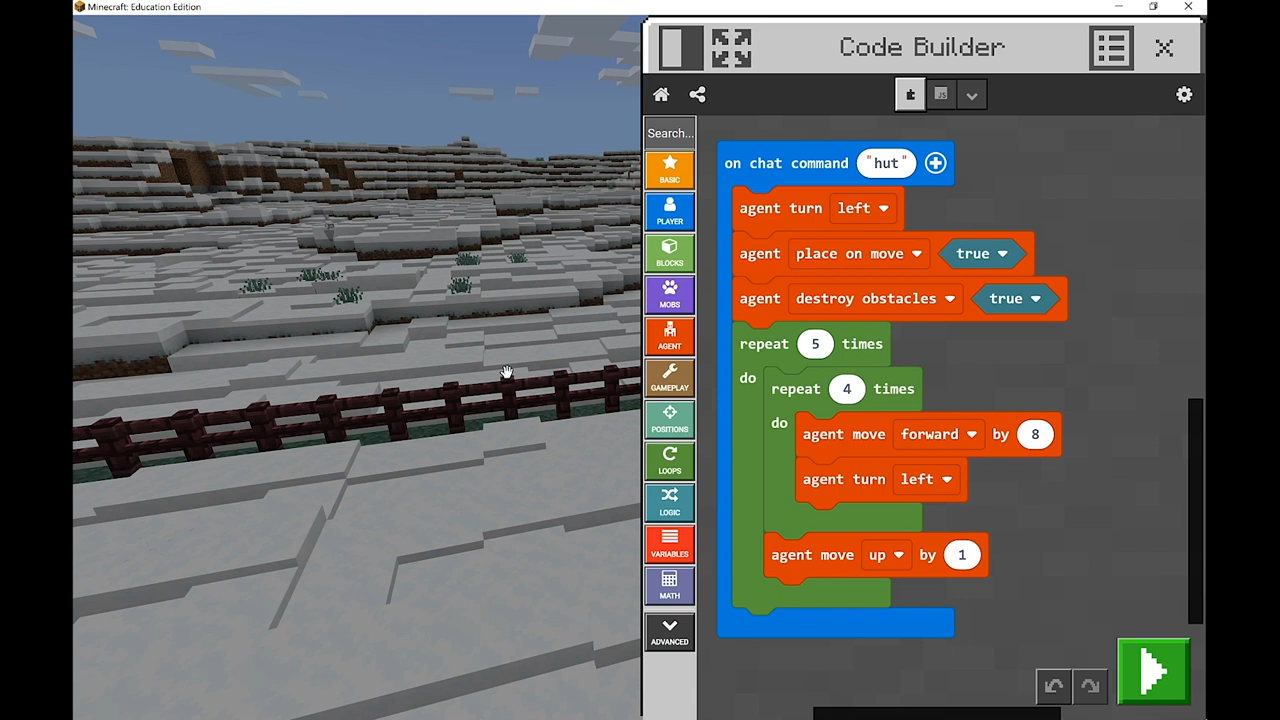 Minecraft: Education Edition
Code Builder
JS
Search...
BASIC
PLAYER
BLOCKS
MOBS
AGENT
GAMEPLAY
POSITIONS
LOOPS
LOGIC
VARIABLES
MATH
ADVANCED
on chat command "hut"
agent turn left
agent place on move true
agent destroy obstacles true
repeat 5 times
do repeat 4 times
do agent move forward by 8
agent turn left
agent move up by 1